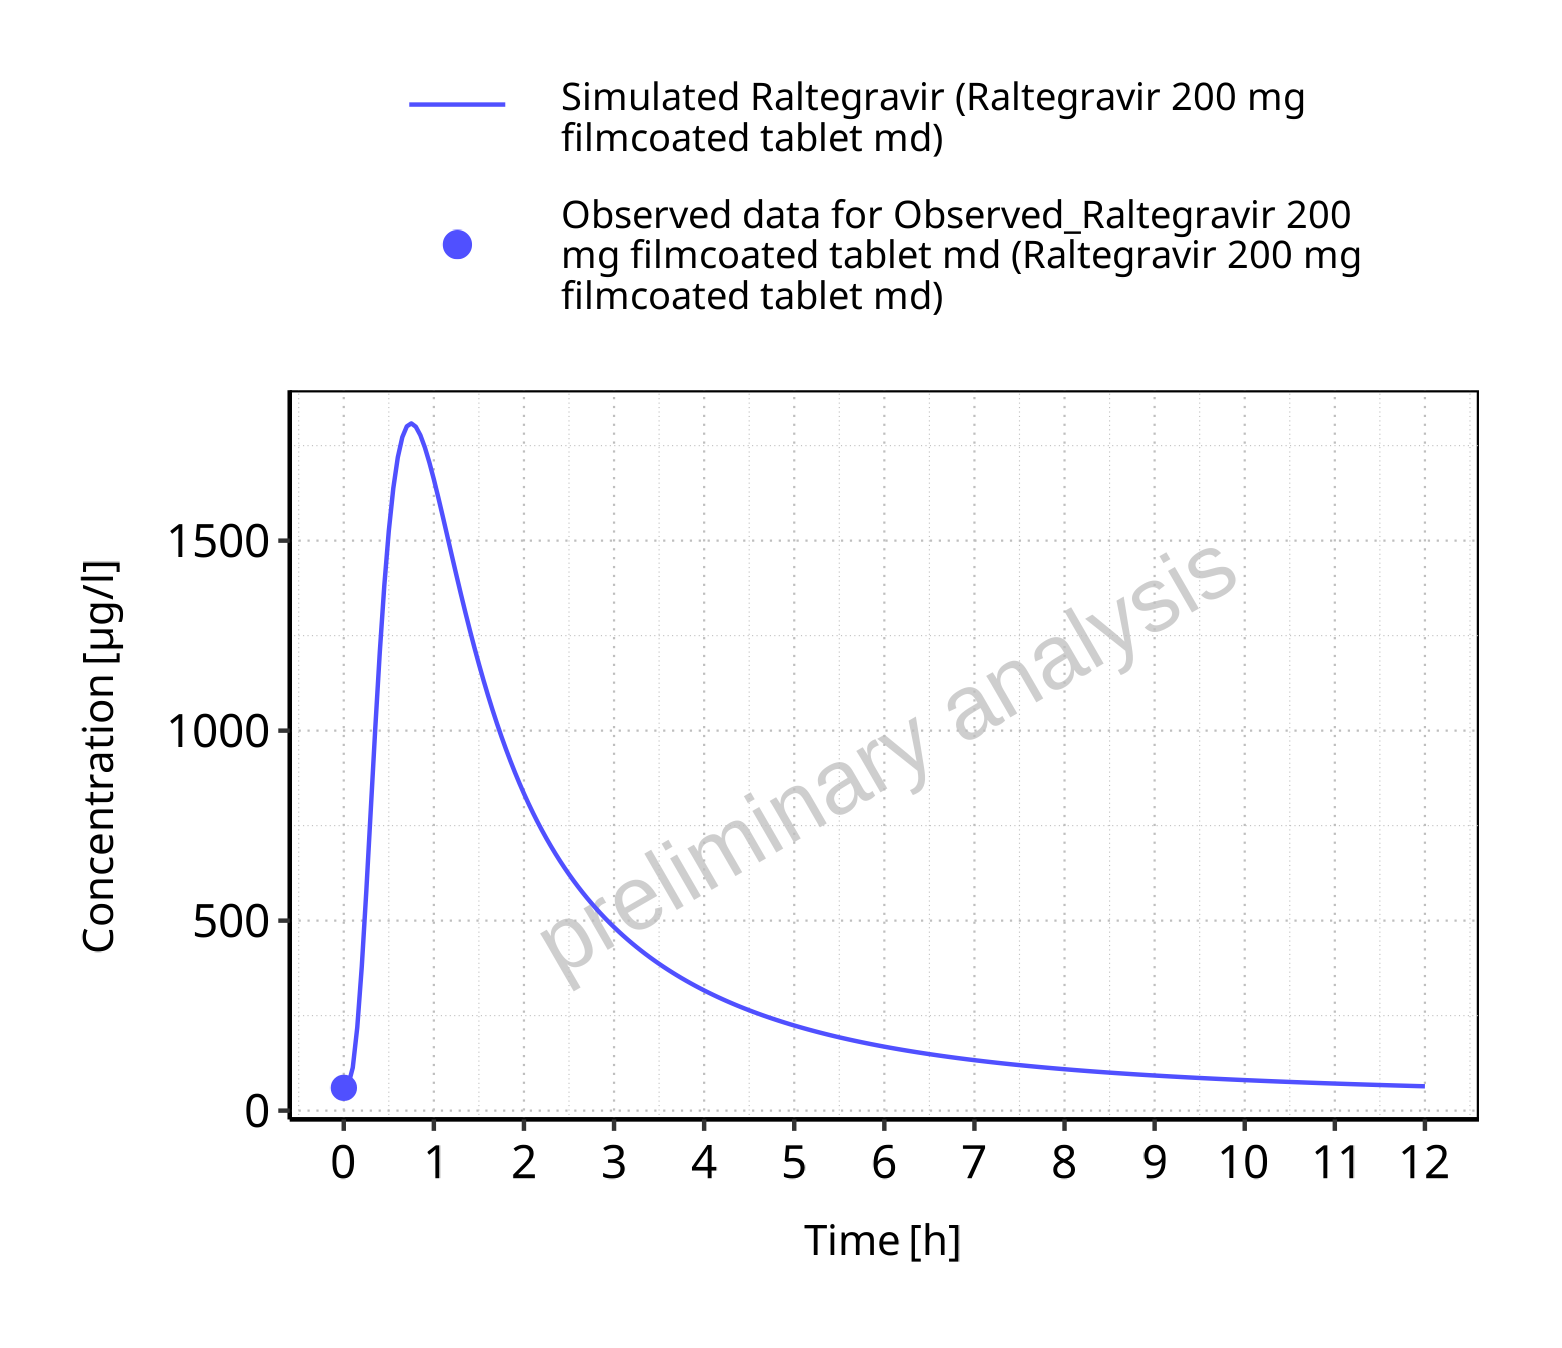 Simulated Raltegravir (Raltegravir 200 mg
filmcoated tablet md)
Observed data for Observed_Raltegravir 200
mg filmcoated tablet md (Raltegravir 200 mg
filmcoated tablet md)
Concentration [µg/l]
1500
1000
500
0
preliminary analysis
0 1 2 3 4 5 6 7 8 9 10 11 12
Time [h]